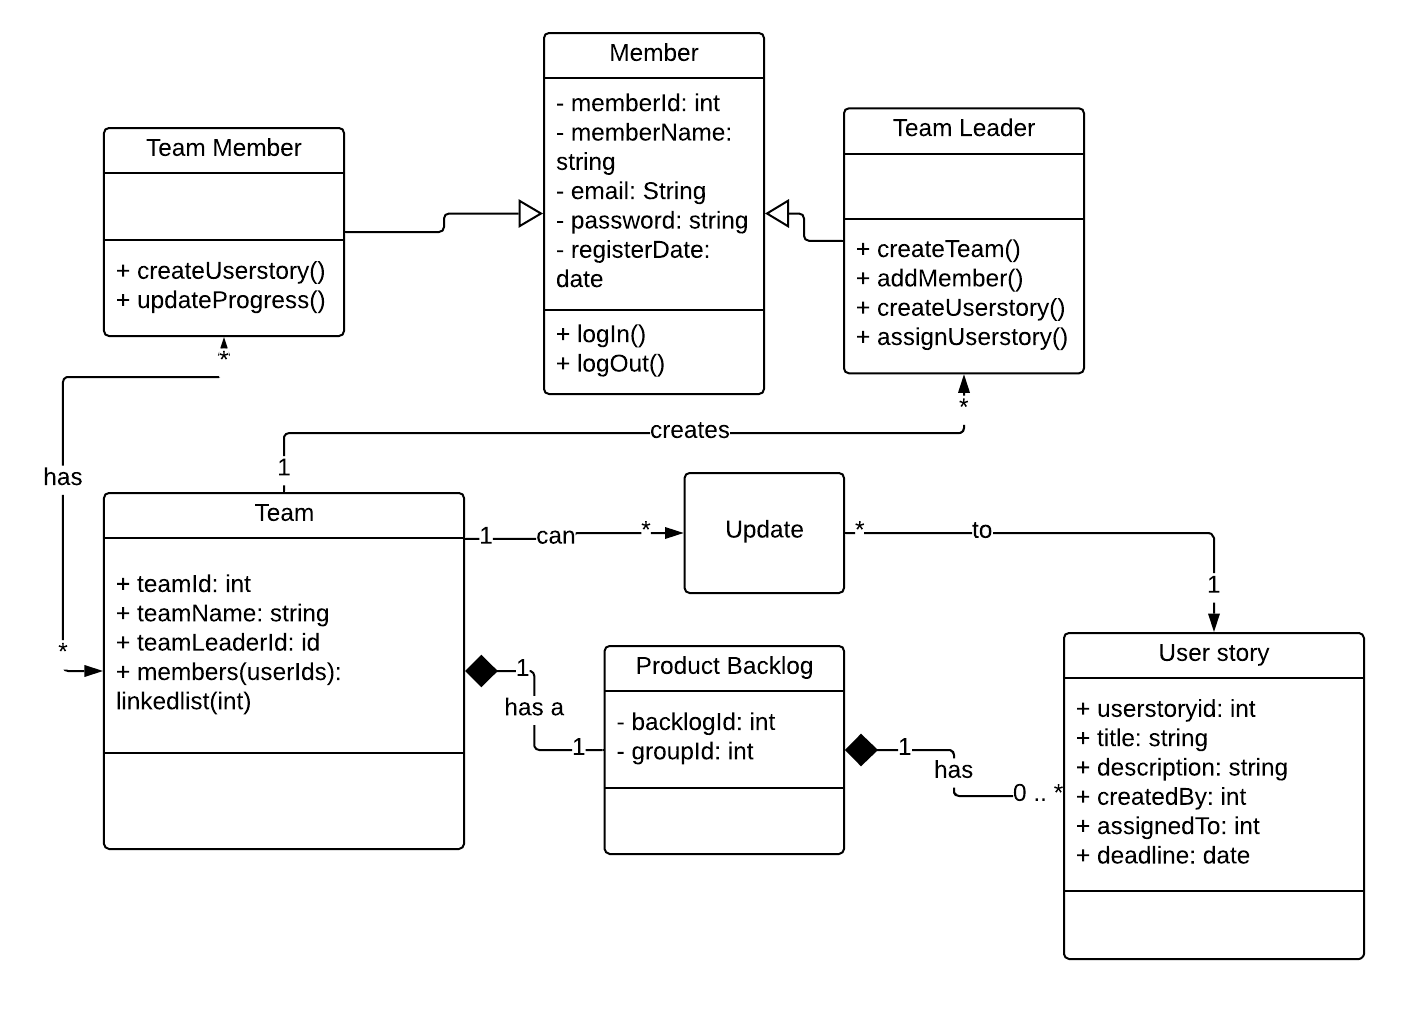 Member
- memberId: int
- memberName:
string
- email: String
- password: string
- registerDate:
date
+ logIn()
+ logOut()
Team Member
+ createUserstory()
+ updateProgress()
Team Leader
+ createTeam()
+ addMember()
+ createUserstory()
+ assignUserstory()
*
has
*
*
creates
1
Team
+ teamId: int
+ teamName: string
+ teamLeaderId: id
+ members(userIds):
linkedlist(int)
1
can
*
Update
*
to
1
1
has a
1
Product Backlog
- backlogId: int
- groupId: int
1
has
0 .. *
User story
+ userstoryid: int
+ title: string
+ description: string
+ createdBy: int
+ assignedTo: int
+ deadline: date